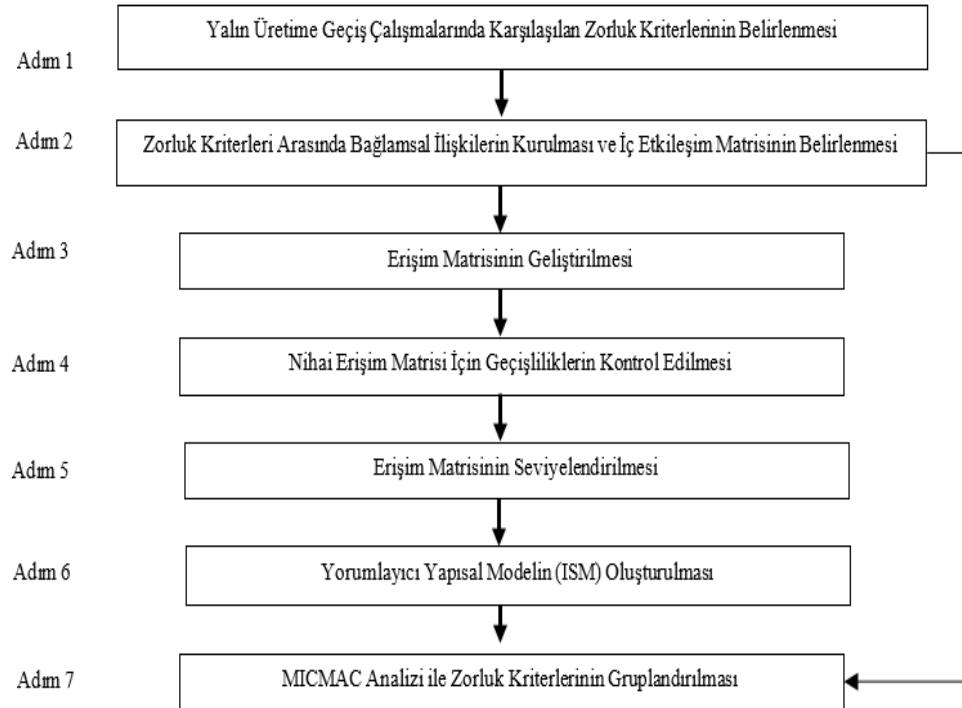 Adım 1
Yalın Üretime Geçiş Çalışmalarında Karşılaşılan Zorluk Kriterlerinin Belirlenmesi
Adım 2
Zorluk Kriterleri Arasında Bağlamsal İlişkilerin Kurulması ve İç Etkileşim Matrisinin Belirlenmesi
Adım 3
Erişim Matrisinin Geliştirilmesi
Adım 4
Nihai Erişim Matrisi İçin Geçişliliklerin Kontrol Edilmesi
Adım 5
Erişim Matrisinin Seviyelendirilmesi
Adım 6
Yorumlayıcı Yapısal Modelin (ISM) Oluşturulması
Adım 7
MICMAC Analizi ile Zorluk Kriterlerinin Gruplandırılması